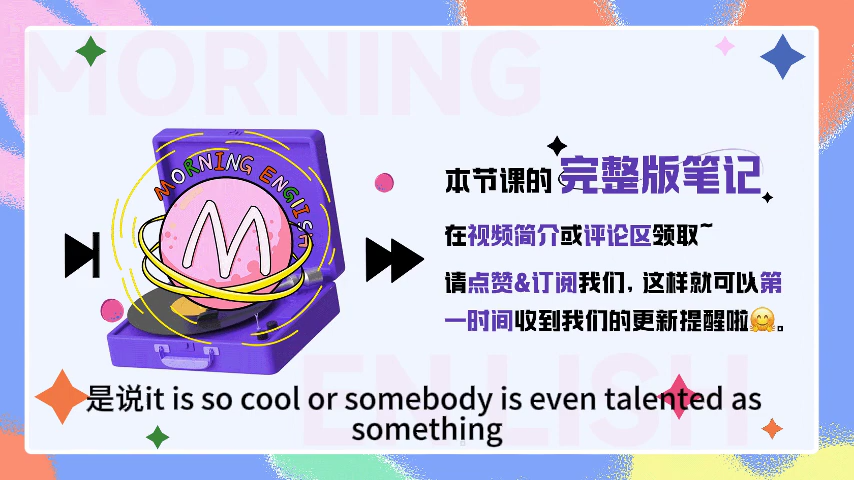 MORNING
MORNING ENGLISH
M
本节课的 完整版笔记
在视频简介或评论区领取~
请点赞&订阅我们，这样就可以第
一时间收到我们的更新提醒啦🤗。
ENGLISH
是说it is so cool or somebody is even talented as
something